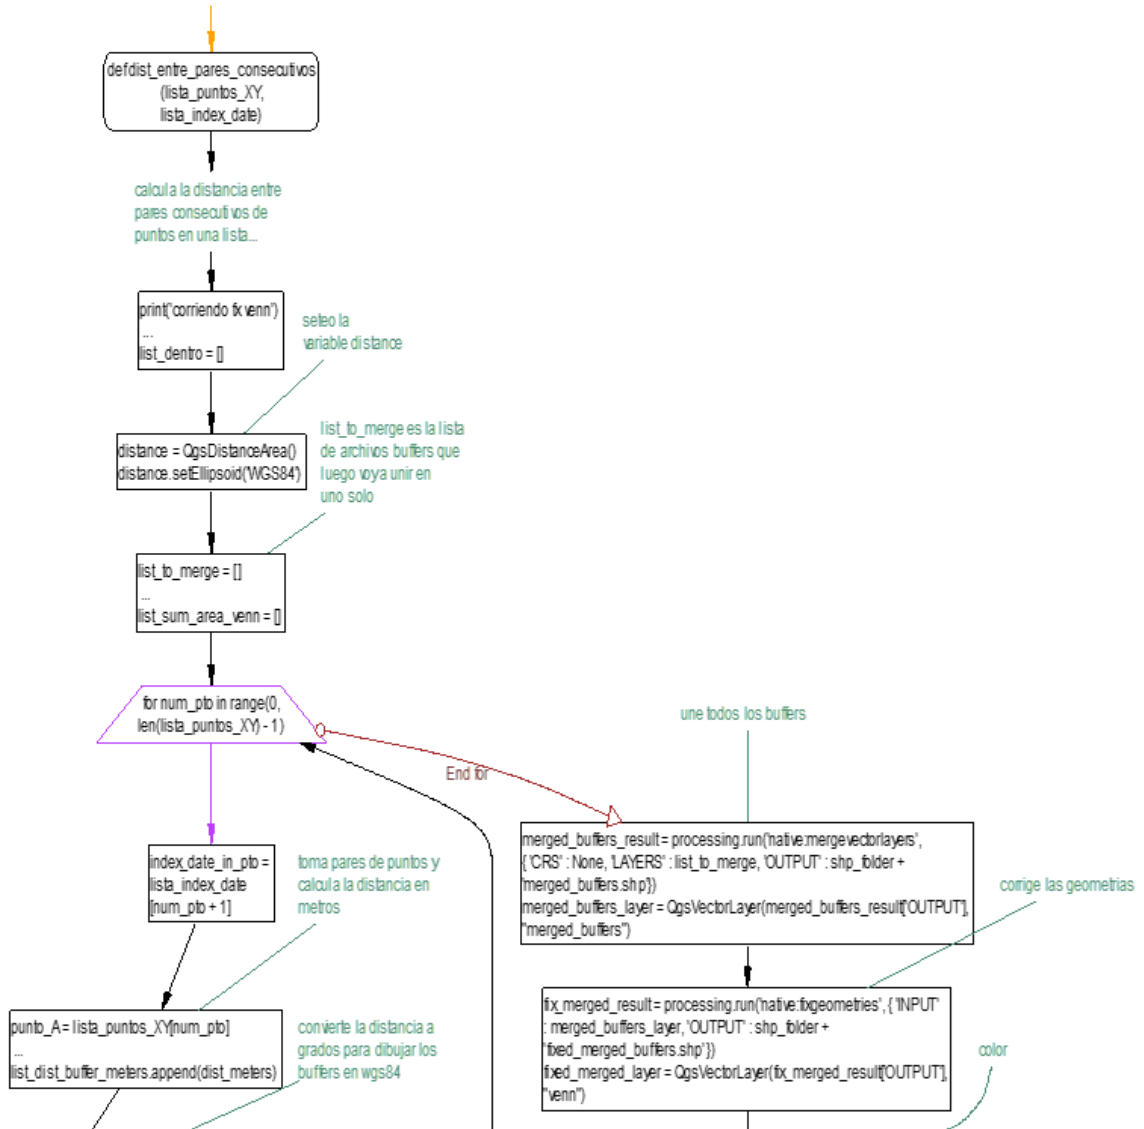 def dist_entre_pares_consecutivos
(lista_puntos_XY,
lista_index_date)
calcula la distancia entre
pares consecutivos de
puntos en una lista...
print('corriendo fx venn')
...
list_dentro = []
seteo la
variable distance
distance = QgsDistanceArea()
distance.setEllipsoid('WGS84')
list_to_merge es la lista
de archivos buffers que
luego voy a unir en
uno solo
list_to_merge = []
...
list_sum_area_venn = []
for num_pto in range(0,
len(lista_puntos_XY) - 1)
End for
une todos los buffers
merged_buffers_result = processing.run('native:mergevectorlayers',
{ 'CRS' : None, 'LAYERS' : list_to_merge, 'OUTPUT' : shp_folder +
'merged_buffers.shp'})
merged_buffers_layer = QgsVectorLayer(merged_buffers_result['OUTPUT'],
"merged_buffers")
index_date_in_pto =
lista_index_date
[num_pto + 1]
toma pares de puntos y
calcula la distancia en
metros
corrige las geometrias
punto_A = lista_puntos_XY[num_pto]
...
list_dist_buffer_meters.append(dist_meters)
convierte la distancia a
grados para dibujar los
buffers en wgs84
fix_merged_result = processing.run('native:fixgeometries', { 'INPUT'
: merged_buffers_layer, 'OUTPUT' : shp_folder +
'fixed_merged_buffers.shp'})
fixed_merged_layer = QgsVectorLayer(fix_merged_result['OUTPUT'],
"venn")
color